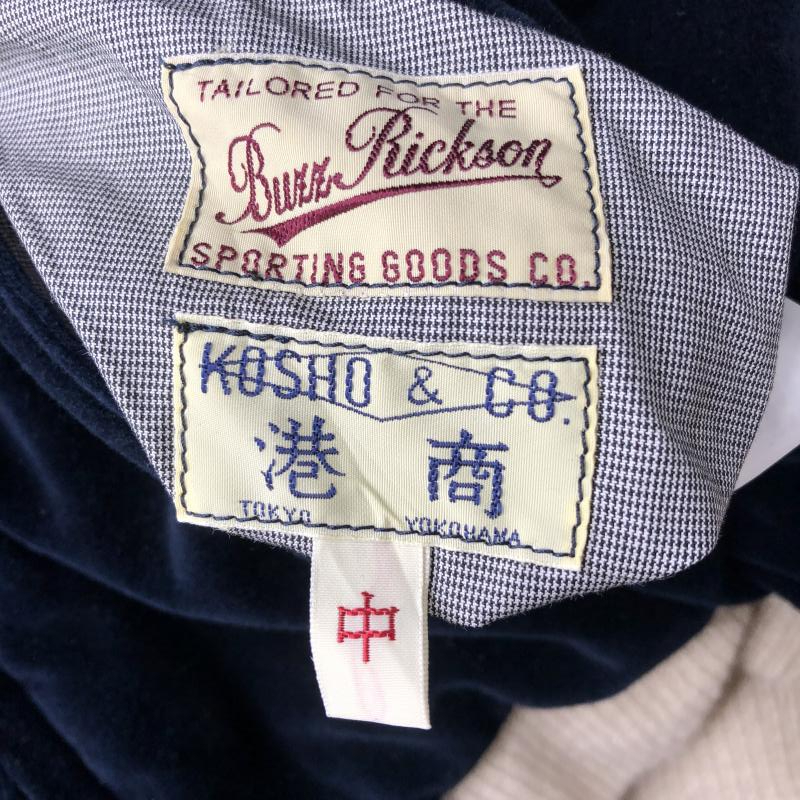 TAILORED FOR THE
Buzz Rickson
SPORTING GOODS CO.
KOSHO & CO.
港商
TOKYO YOKOHAMA
中